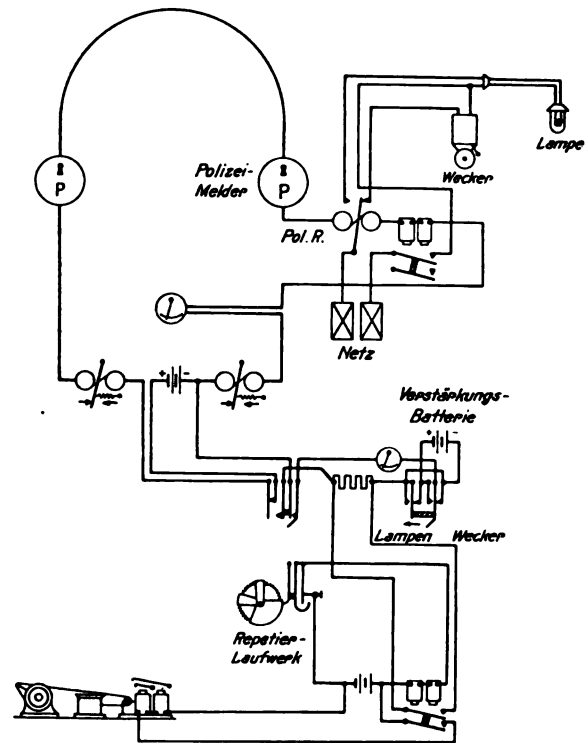 Lampe
Wecker
Polizei-
Melder
P
P
Pol. R.
Netz
+ -
Verstärkungs-
Batterie
+ -
Lampen Wecker
Repetier-
Laufwerk